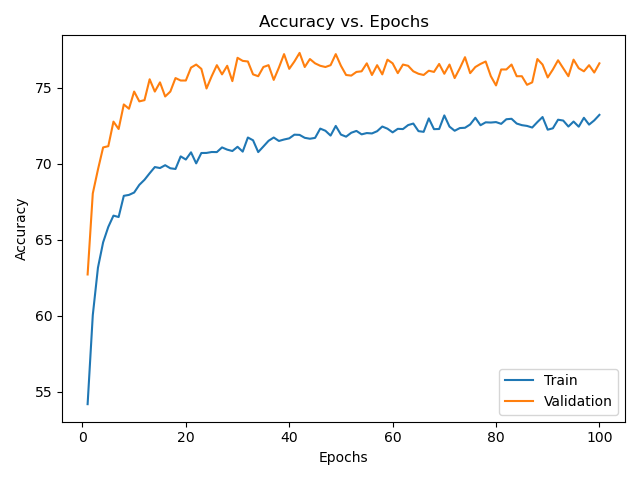 Accuracy vs. Epochs
Accuracy
75
70
65
60
55
0 20 40 60 80 100
Epochs
Train
Validation